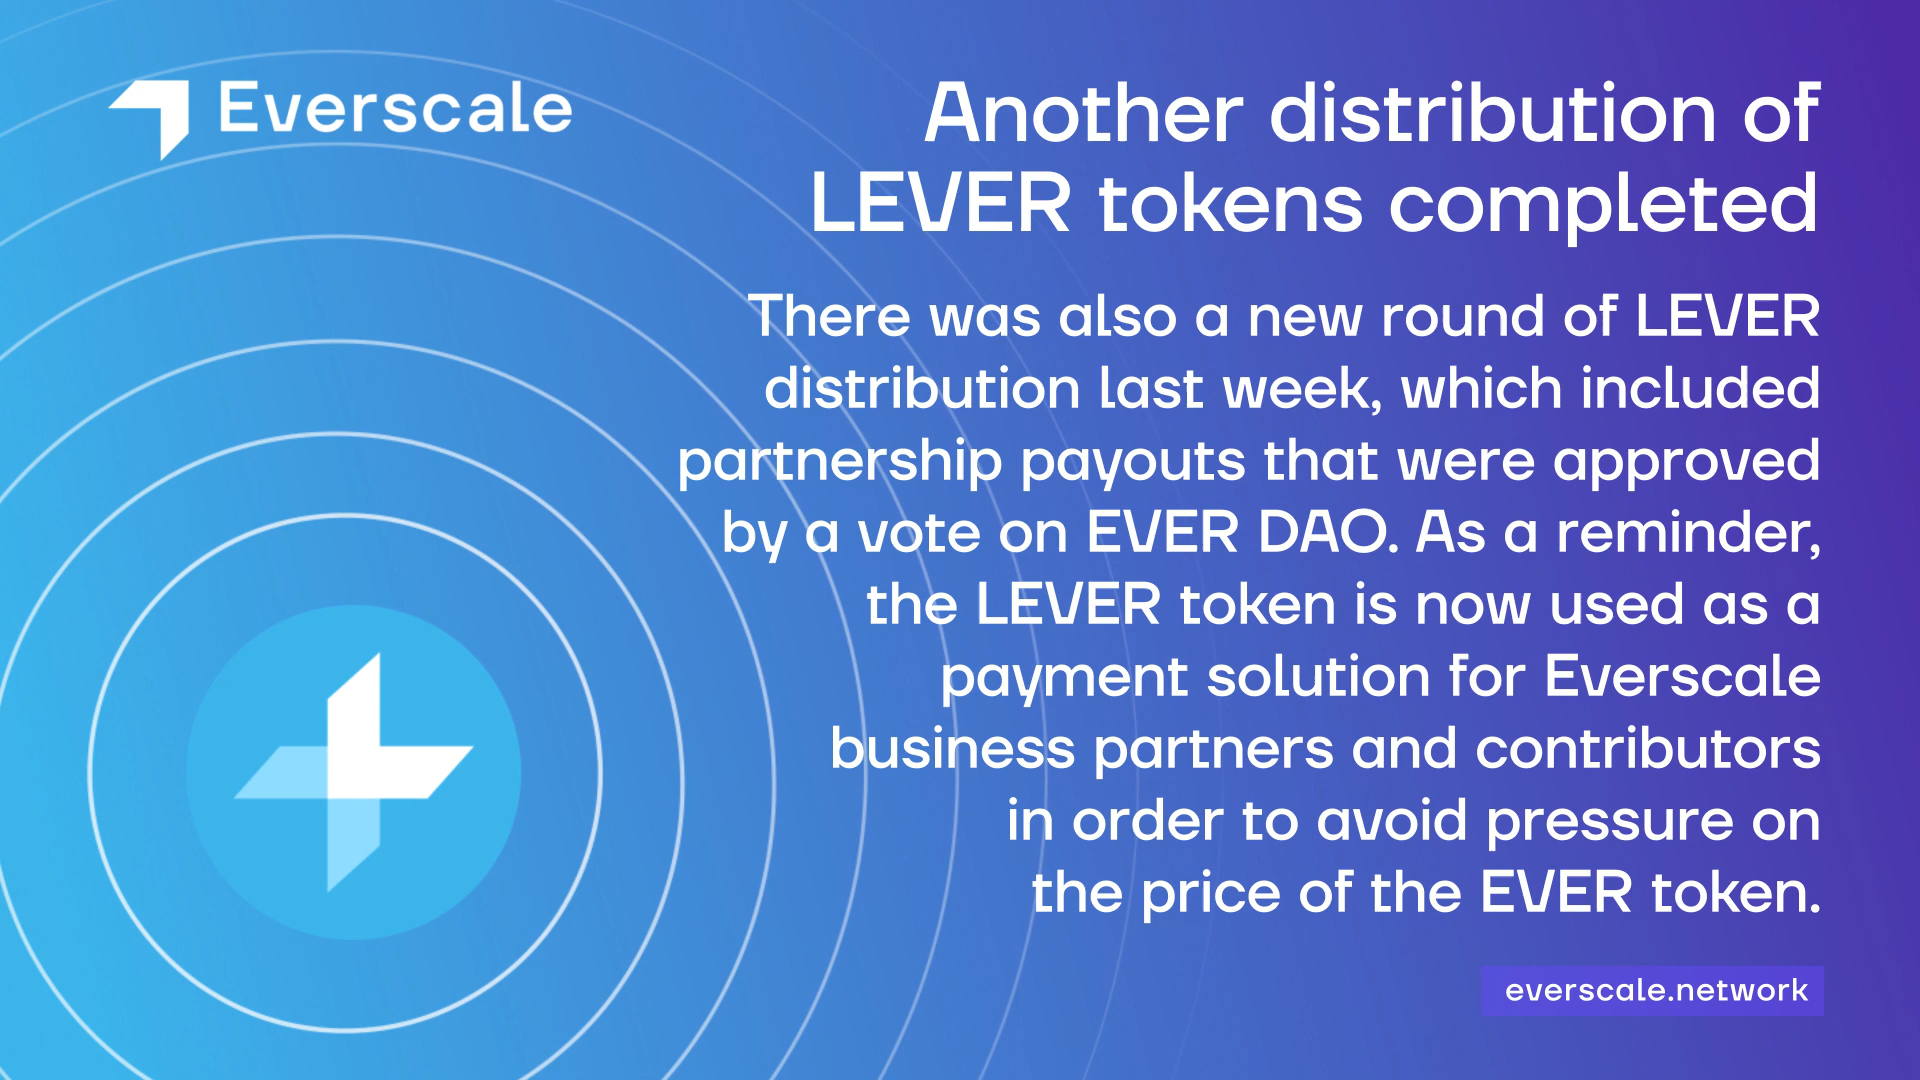 Everscale
Another distribution of
LEVER tokens completed
There was also a new round of LEVER
distribution last week, which included
partnership payouts that were approved
by a vote on EVER DAO. As a reminder,
the LEVER token is now used as a
payment solution for Everscale
business partners and contributors
in order to avoid pressure on
the price of the EVER token.
everscale.network